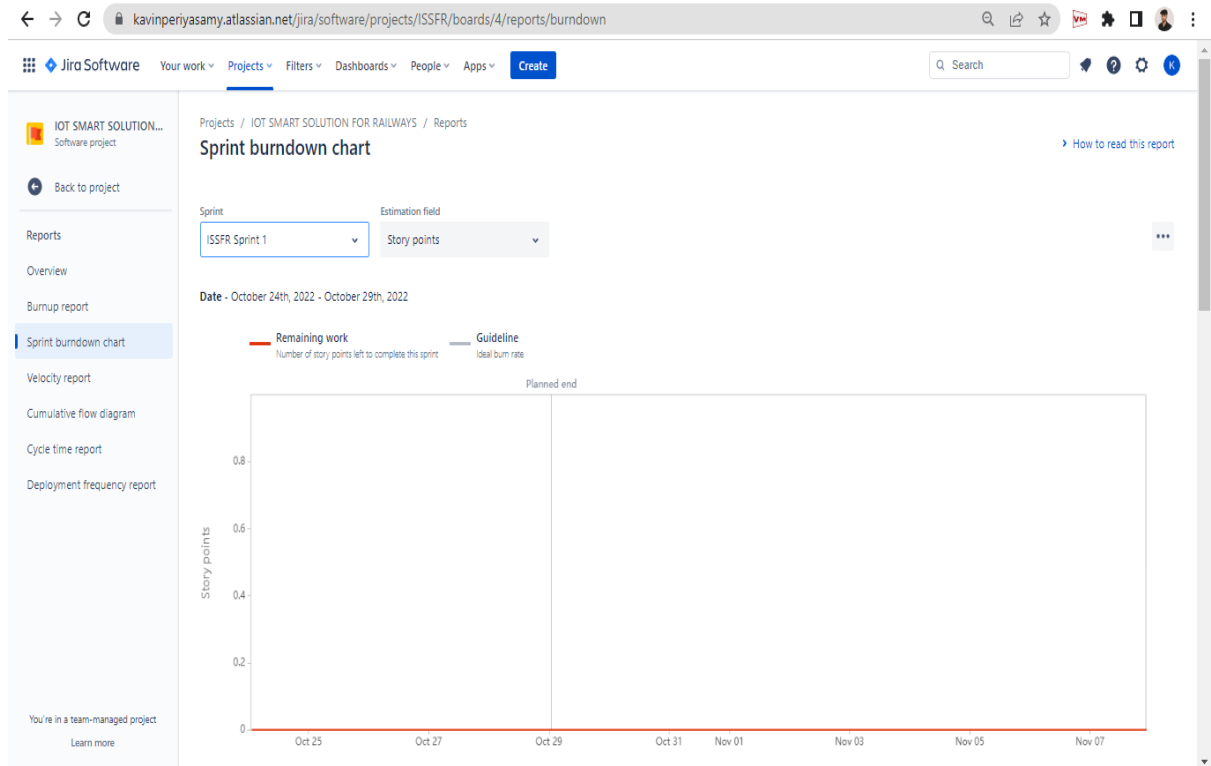 kavinperiyasamy.atlassian.net/jira/software/projects/ISSFR/boards/4/reports/burndown
VM
Jira Software Your work Projects Filters Dashboards People Apps Create Search K
IOT SMART SOLUTION...
Software project
Back to project
Reports
Overview
Burnup report
Sprint burndown chart
Velocity report
Cumulative flow diagram
Cycle time report
Deployment frequency report
You're in a team-managed project
Learn more
Projects / IOT SMART SOLUTION FOR RAILWAYS / Reports
Sprint burndown chart
How to read this report
Sprint Estimation field
ISSFR Sprint 1 Story points
Date - October 24th, 2022 - October 29th, 2022
Remaining work Guideline
Number of story points left to complete this sprint Ideal burn rate
Planned end
Story points
0.8
0.6
0.4
0.2
0
Oct 25 Oct 27 Oct 29 Oct 31 Nov 01 Nov 03 Nov 05 Nov 07